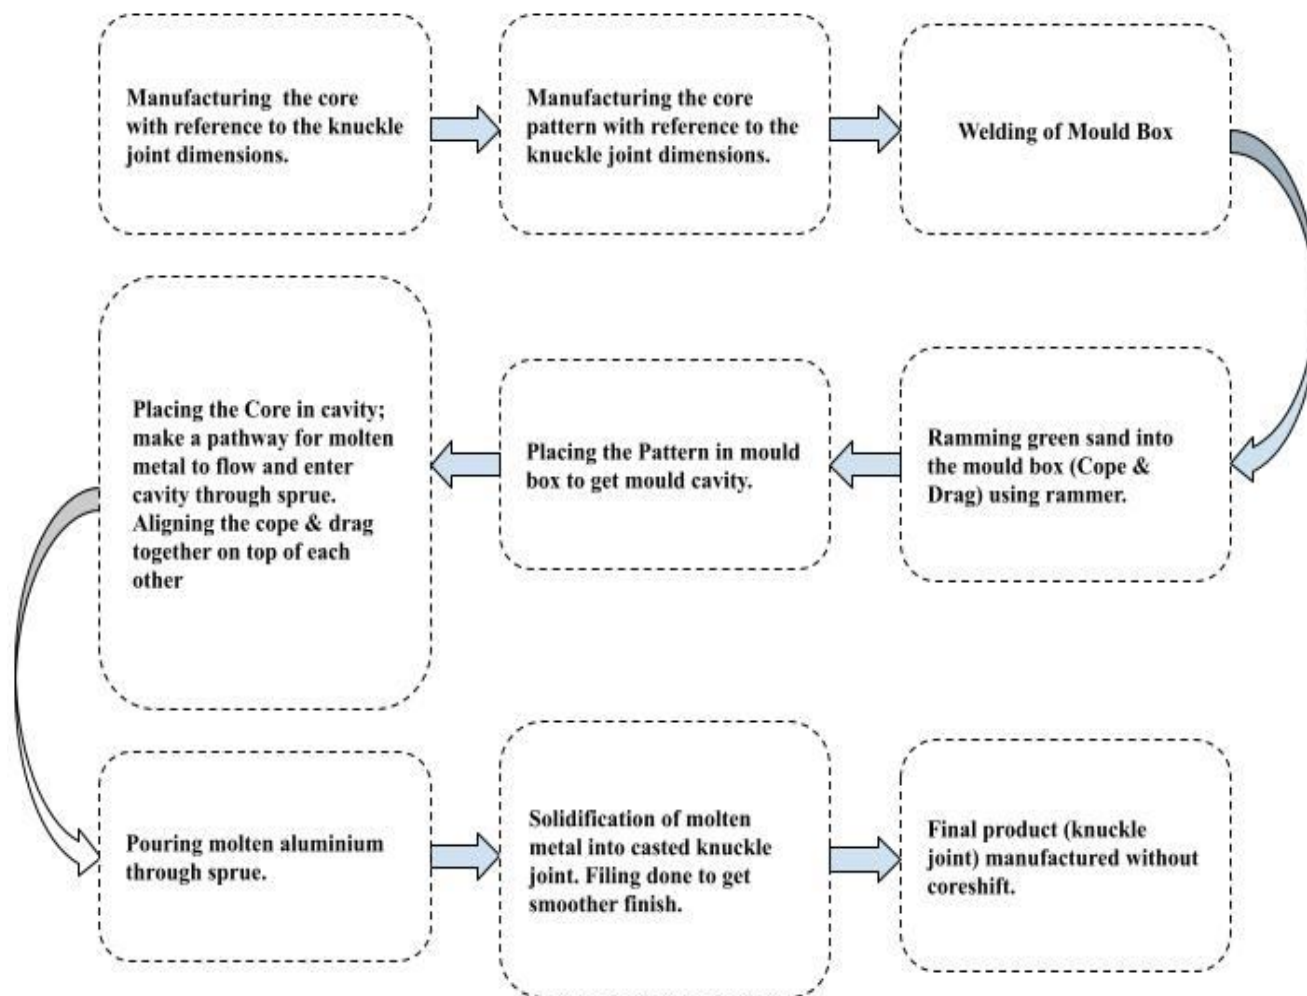 Manufacturing the core
with reference to the knuckle
joint dimensions.
Manufacturing the core
pattern with reference to the
knuckle joint dimensions.
Welding of Mould Box
Ramming green sand into
the mould box (Cope &
Drag) using rammer.
Placing the Pattern in mould
box to get mould cavity.
Placing the Core in cavity;
make a pathway for molten
metal to flow and enter
cavity through sprue.
Aligning the cope & drag
together on top of each
other
Pouring molten aluminium
through sprue.
Solidification of molten
metal into casted knuckle
joint. Filing done to get
smoother finish.
Final product (knuckle
joint) manufactured without
coreshift.